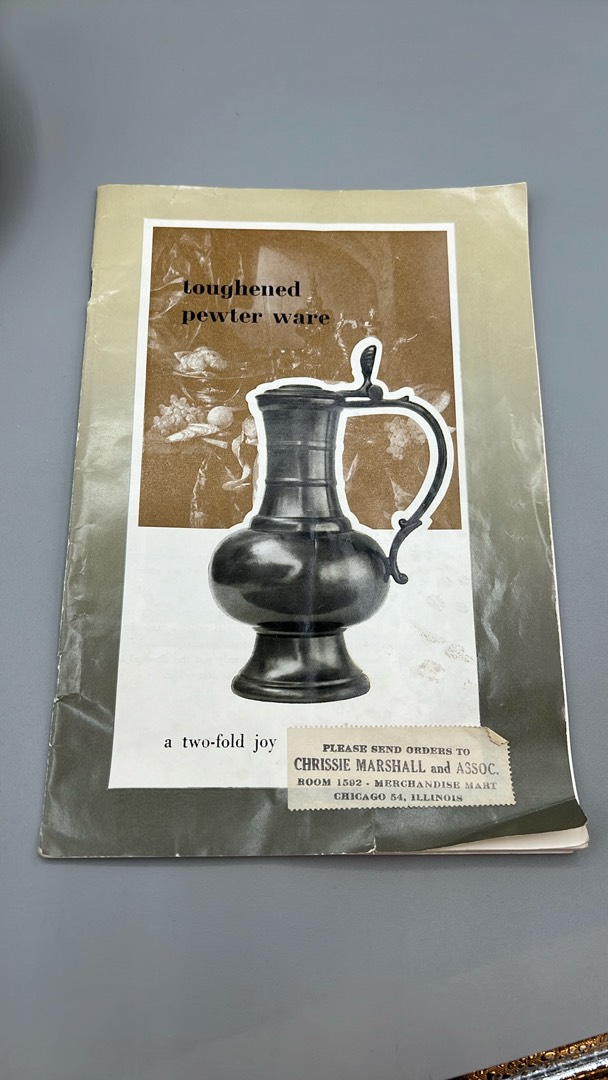 toughened
pewter ware
a two-fold joy
PLEASE SEND ORDERS TO
CHRISSIE MARSHALL and ASSOC.
ROOM 1592 - MERCHANDISE MART
CHICAGO 54, ILLINOIS